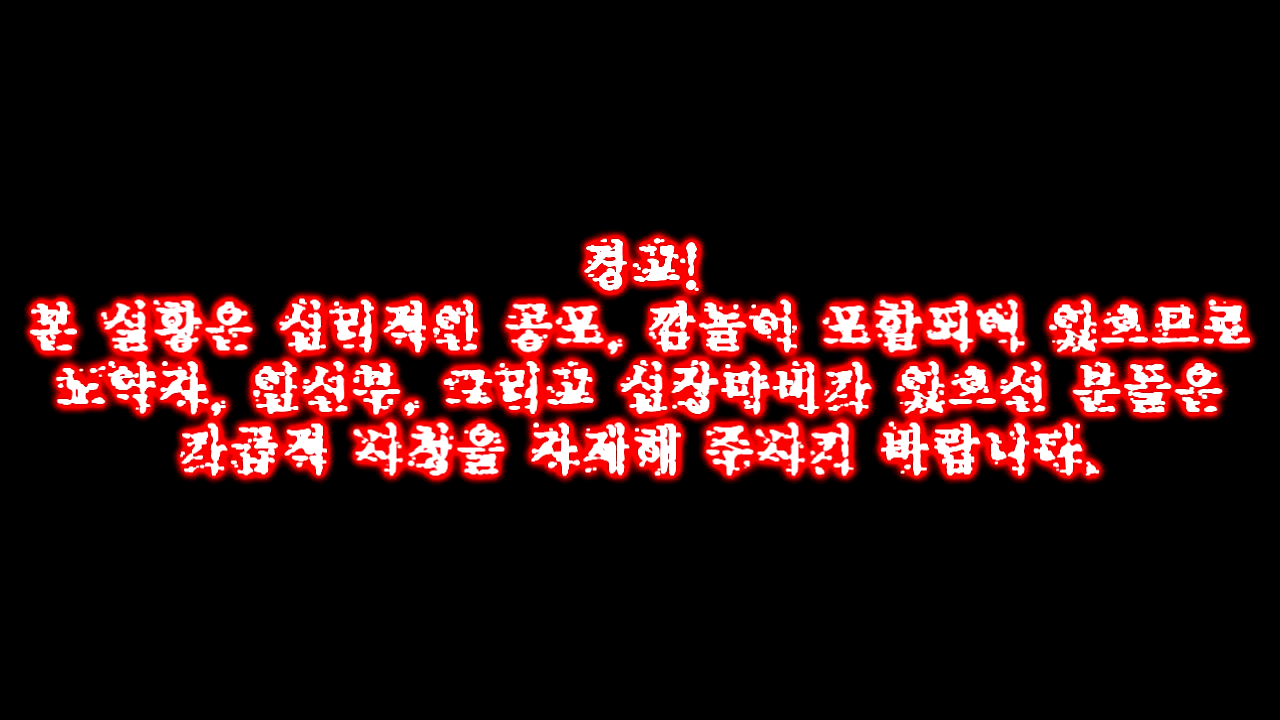 경고!
본 실황은 심리적인 공포, 깜놀이 포함되어 있으므로
노약자, 임신부, 그리고 심장마비가 있으신 분들은
가급적 시청을 자제해 주시기 바랍니다.